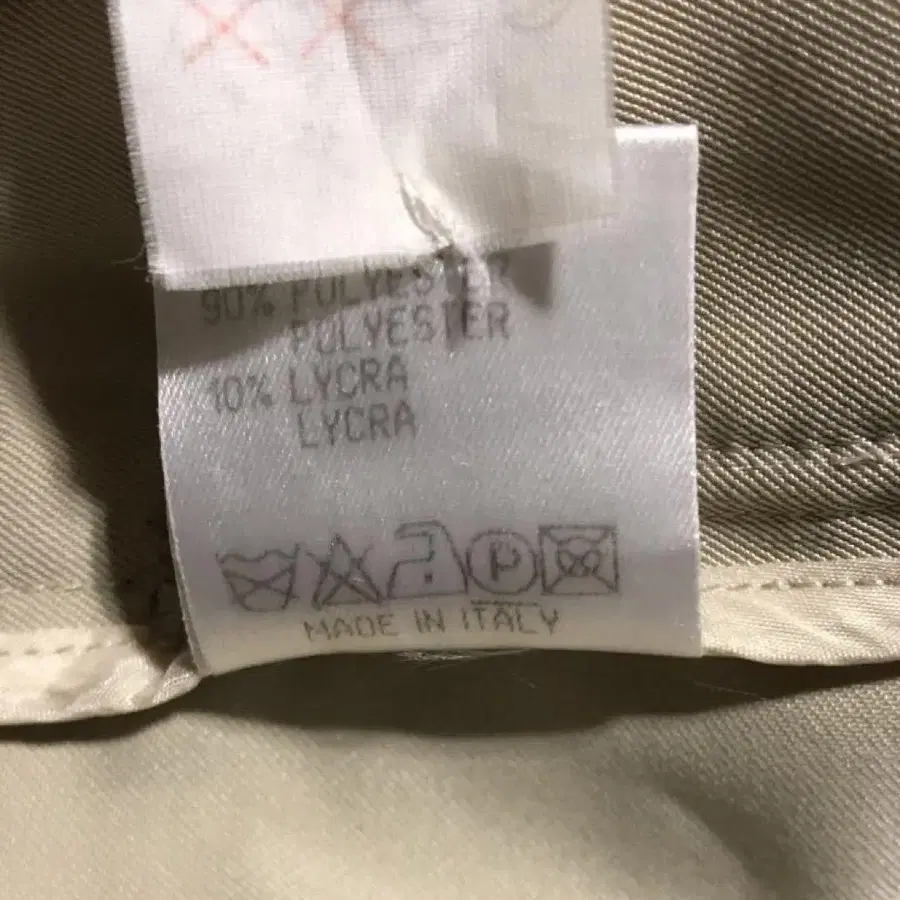 90% POLYESTER
POLYESTER
10% LYCRA
LYCRA
P
MADE IN ITALY